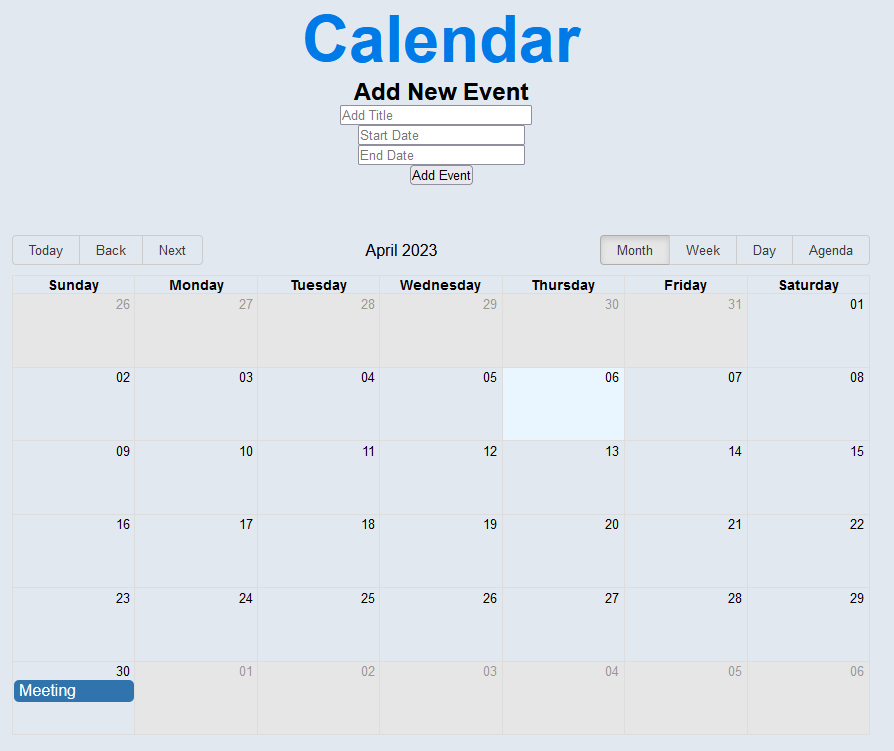 Calendar
Add New Event
Add Title
Start Date
End Date
Add Event
Today Back Next April 2023 Month Week Day Agenda
Sunday Monday Tuesday Wednesday Thursday Friday Saturday
26 27 28 29 30 31 01
02 03 04 05 06 07 08
09 10 11 12 13 14 15
16 17 18 19 20 21 22
23 24 25 26 27 28 29
30 01 02 03 04 05 06
Meeting